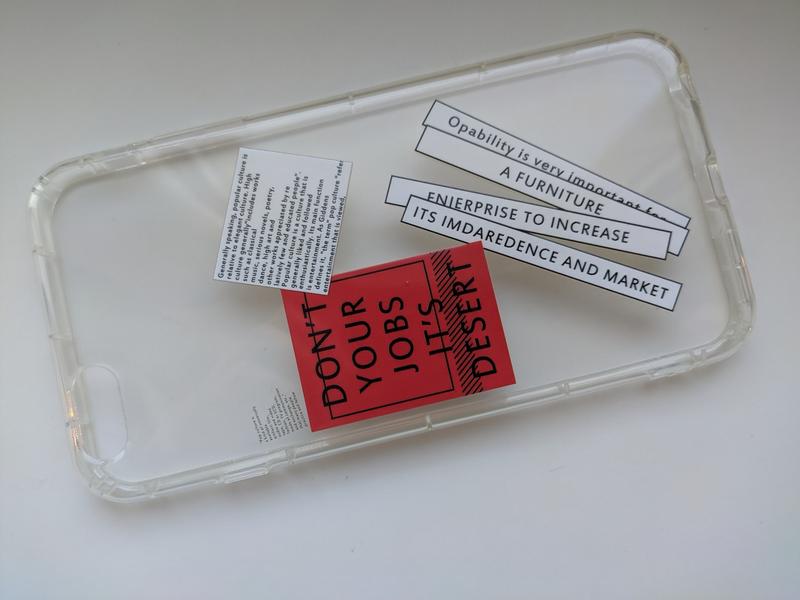 Opability is very important for
A FURNITURE
ENIERPRISE TO INCREASE
ITS IMDAREDENCE AND MARKET
Generally speaking, popular culture is
relative to elegant culture. High
culture generally "includes works
such as classical
music, serious novels, poetry,
dance, high art and
other works appreciated by re
latively few and educated people".
Popular culture is a culture that is
generally liked and followed
enthusiastically. Its main function
is entertainment. As Giddens
defines it, "the term" pop culture "refer
entertainment that is viewed,
DON'T
YOUR
JOBS
IT'S
DESERT